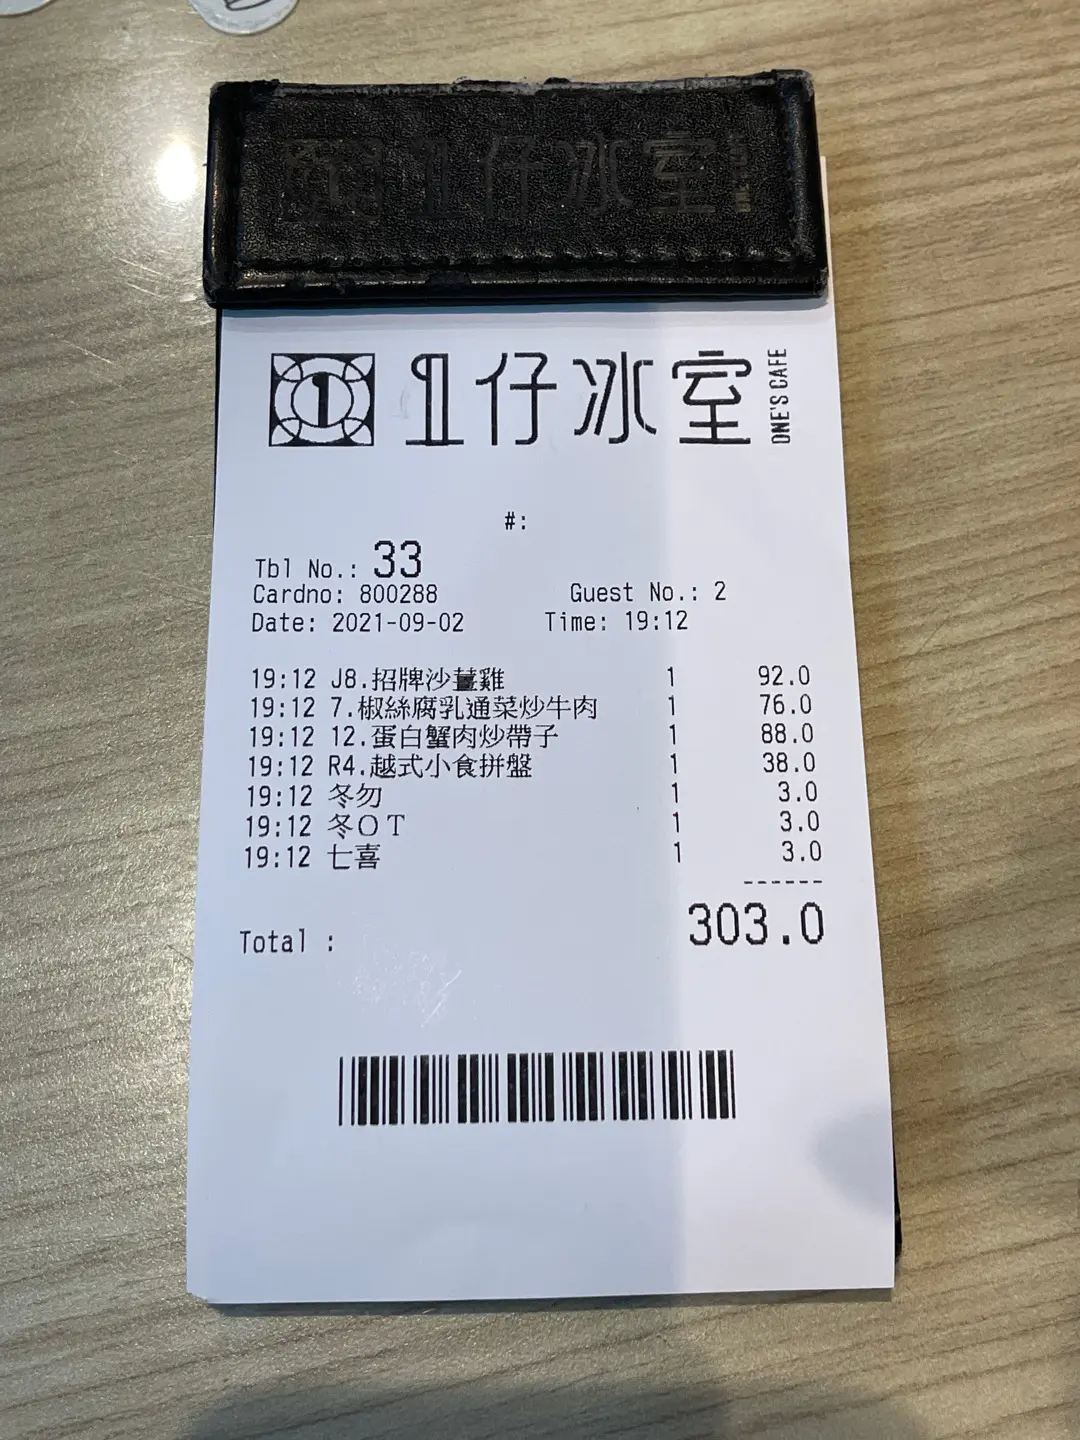 1仔冰室
1 1仔冰室 ONE'S CAFE
#:
Tbl No.: 33
Cardno: 800288 Guest No.: 2
Date: 2021-09-02 Time: 19:12
19:12 J8.招牌沙薑雞 1 92.0
19:12 7.椒絲腐乳通菜炒牛肉 1 76.0
19:12 12.蛋白蟹肉炒帶子 1 88.0
19:12 R4.越式小食拼盤 1 38.0
19:12 冬勿 1 3.0
19:12 冬OT 1 3.0
19:12 七喜 1 3.0
------
Total : 303.0